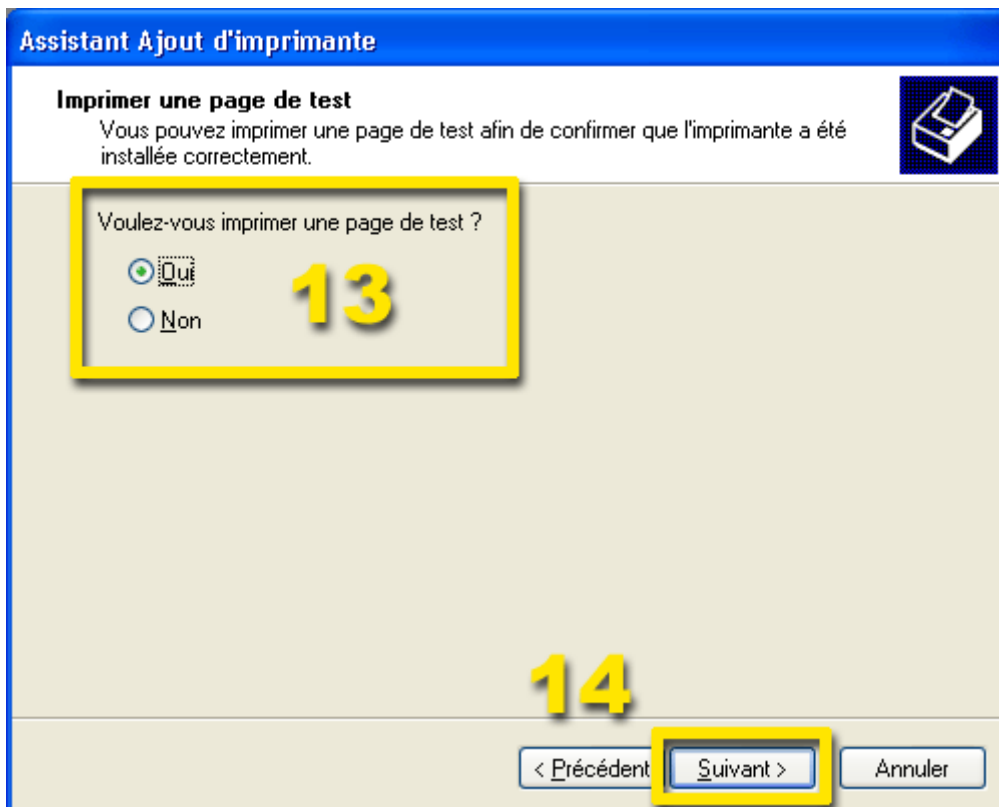 Assistant Ajout d'imprimante
Imprimer une page de test
Vous pouvez imprimer une page de test afin de confirmer que l'imprimante a été
installée correctement.
Voulez-vous imprimer une page de test ?
Oui
13
Non
14
< Précédent
Suivant >
Annuler